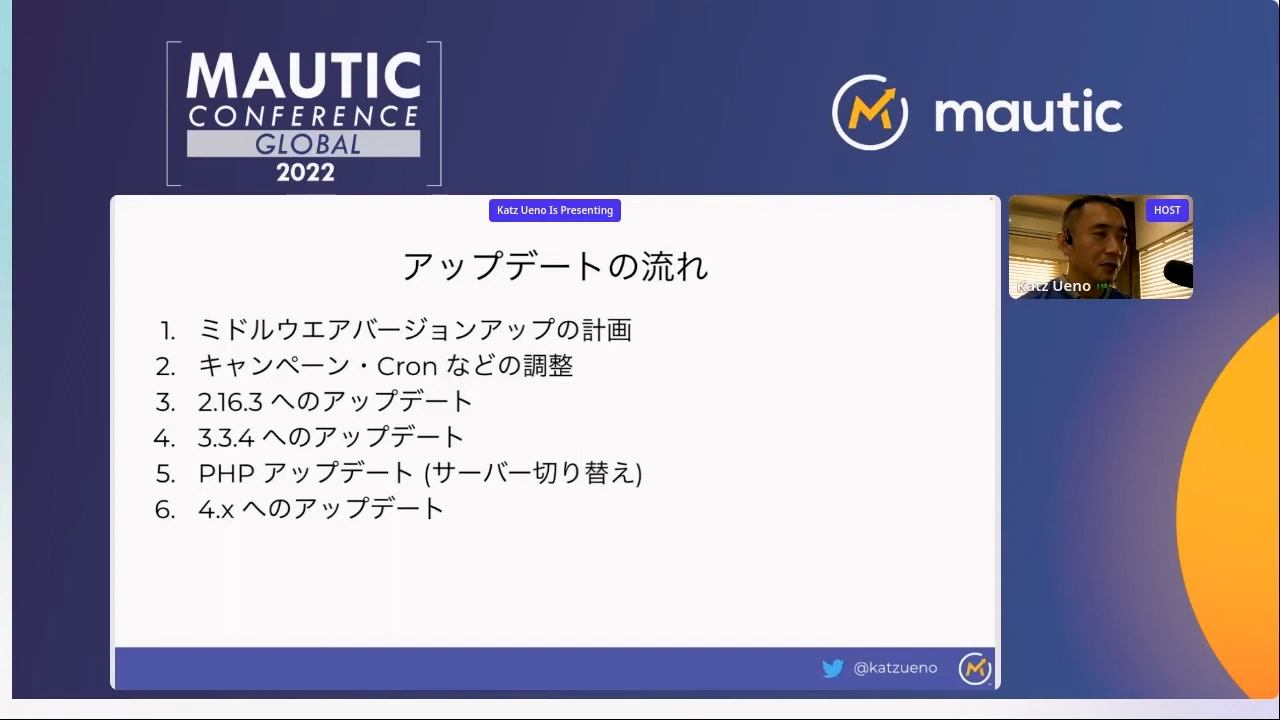 MAUTIC
CONFERENCE
GLOBAL
2022
mautic
Katz Ueno Is Presenting
HOST
Katz Ueno
アップデートの流れ
1. ミドルウエアバージョンアップの計画
2. キャンペーン・Cron などの調整
3. 2.16.3 へのアップデート
4. 3.3.4 へのアップデート
5. PHP アップデート (サーバー切り替え)
6. 4.x へのアップデート
@katzueno